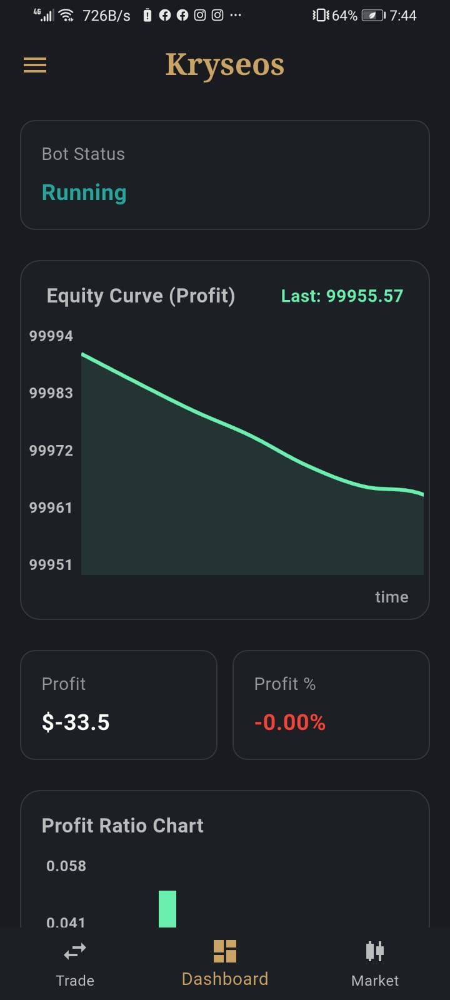 4G 726B/s 64% 7:44
Kryseos
Bot Status
Running
Equity Curve (Profit) Last: 99955.57
99994
99983
99972
99961
99951
time
Profit Profit %
$-33.5 -0.00%
Profit Ratio Chart
0.058
0.041
Trade Dashboard Market